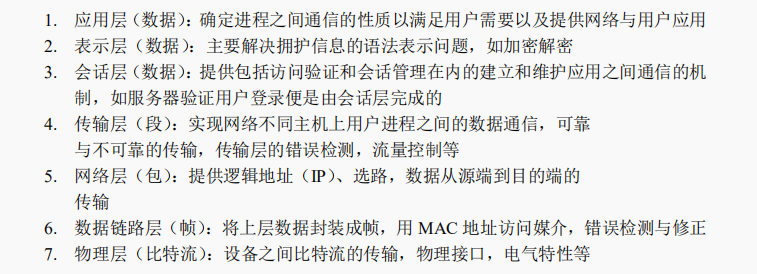 1. 应用层（数据）：确定进程之间通信的性质以满足用户需要以及提供网络与用户应用
2. 表示层（数据）：主要解决拥护信息的语法表示问题，如加密解密
3. 会话层（数据）：提供包括访问验证和会话管理在内的建立和维护应用之间通信的机
制，如服务器验证用户登录便是由会话层完成的
4. 传输层（段）：实现网络不同主机上用户进程之间的数据通信，可靠
与不可靠的传输，传输层的错误检测，流量控制等
5. 网络层（包）：提供逻辑地址（IP）、选路，数据从源端到目的端的
传输
6. 数据链路层（帧）：将上层数据封装成帧，用 MAC 地址访问媒介，错误检测与修正
7. 物理层（比特流）：设备之间比特流的传输，物理接口，电气特性等